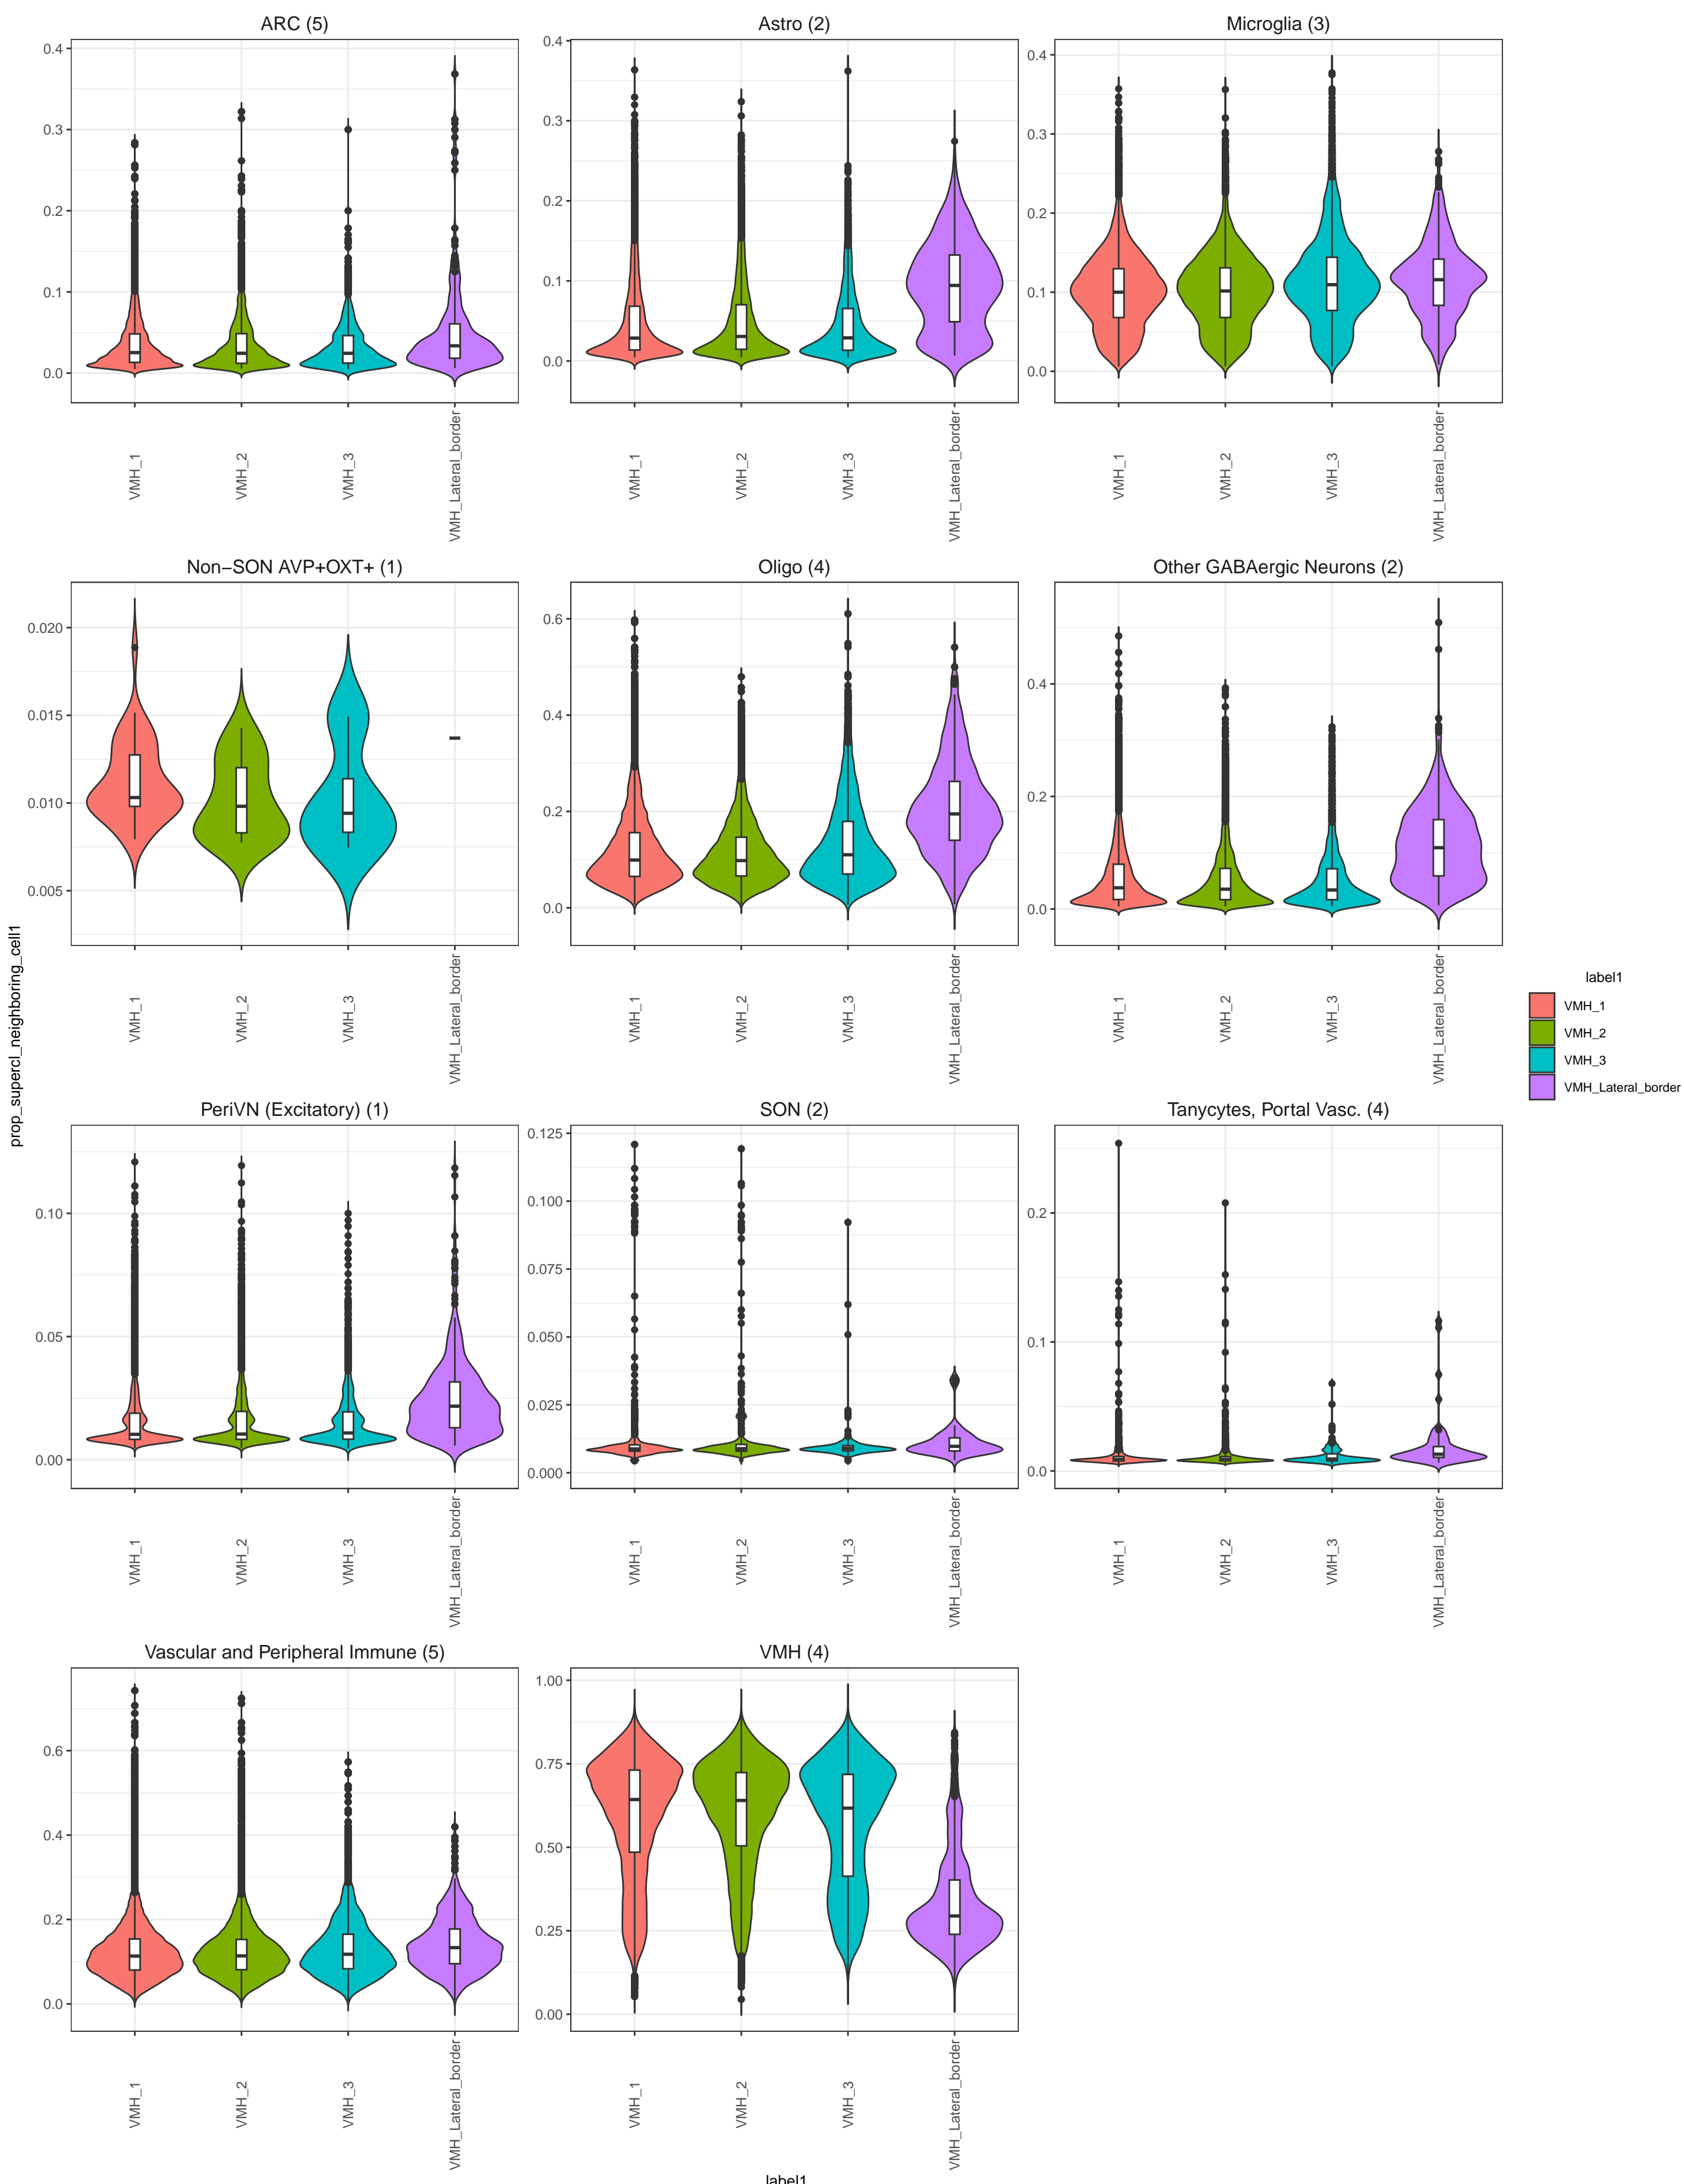 ARC (5)
Astro (2)
Microglia (3)
0.4
0.3
0.2
0.1
0.0
0.4
0.3
0.2
0.1
0.0
0.4
0.3
0.2
0.1
0.0
VMH_1
VMH_2
VMH_3
VMH_Lateral_border
VMH_1
VMH_2
VMH_3
VMH_Lateral_border
VMH_1
VMH_2
VMH_3
VMH_Lateral_border
Non−SON AVP+OXT+ (1)
Oligo (4)
Other GABAergic Neurons (2)
0.020
0.015
0.010
0.005
0.6
0.4
0.2
0.0
0.4
0.2
0.0
VMH_1
VMH_2
VMH_3
VMH_Lateral_border
VMH_1
VMH_2
VMH_3
VMH_Lateral_border
VMH_1
VMH_2
VMH_3
VMH_Lateral_border
prop_supercl_neighboring_cell1
label1
VMH_1
VMH_2
VMH_3
VMH_Lateral_border
PeriVN (Excitatory) (1)
SON (2)
Tanycytes, Portal Vasc. (4)
0.10
0.05
0.00
0.125
0.100
0.075
0.050
0.025
0.000
0.2
0.1
0.0
VMH_1
VMH_2
VMH_3
VMH_Lateral_border
VMH_1
VMH_2
VMH_3
VMH_Lateral_border
VMH_1
VMH_2
VMH_3
VMH_Lateral_border
Vascular and Peripheral Immune (5)
VMH (4)
0.6
0.4
0.2
0.0
1.00
0.75
0.50
0.25
0.00
VMH_1
VMH_2
VMH_3
VMH_Lateral_border
VMH_1
VMH_2
VMH_3
VMH_Lateral_border
label1